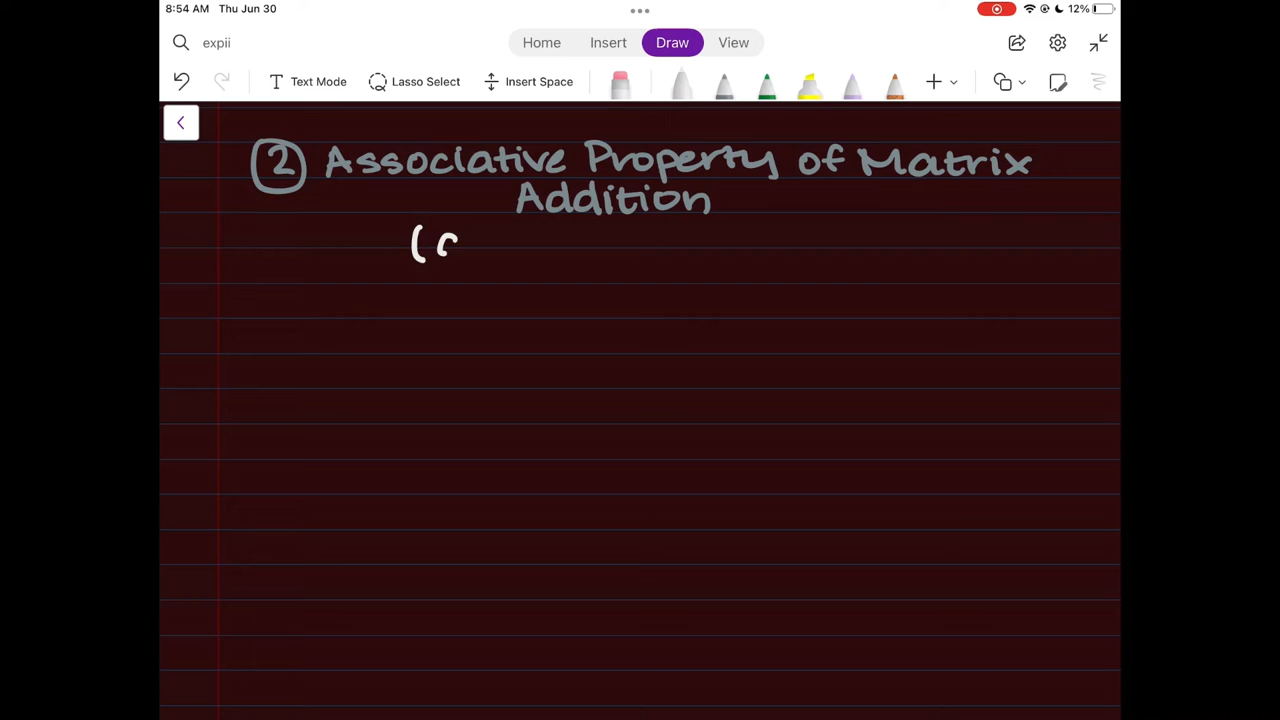 8:54 AM Thu Jun 30
12%
expii
Home Insert Draw View
Text Mode Lasso Select Insert Space
2 Associative Property of Matrix
Addition
(